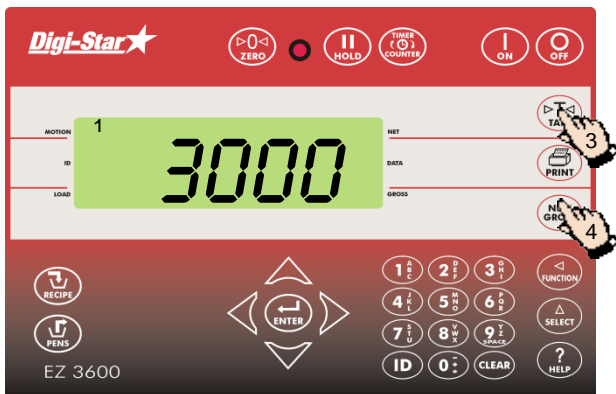 Digi-Star
▷0◁ ZERO
HOLD
TIMER COUNTER
ON
OFF
MOTION
ID
LOAD
1
3000
NET
DATA
GROSS
3
PRINT
4
RECIPE
PENS
EZ 3600
ENTER
1 A B C
2 D E F
3 G H I
FUNCTION
4 J K L
5 M N O
6 P Q R
SELECT
7 S T U
8 V W X
9 Y Z SPACE
ID
0
CLEAR
? HELP